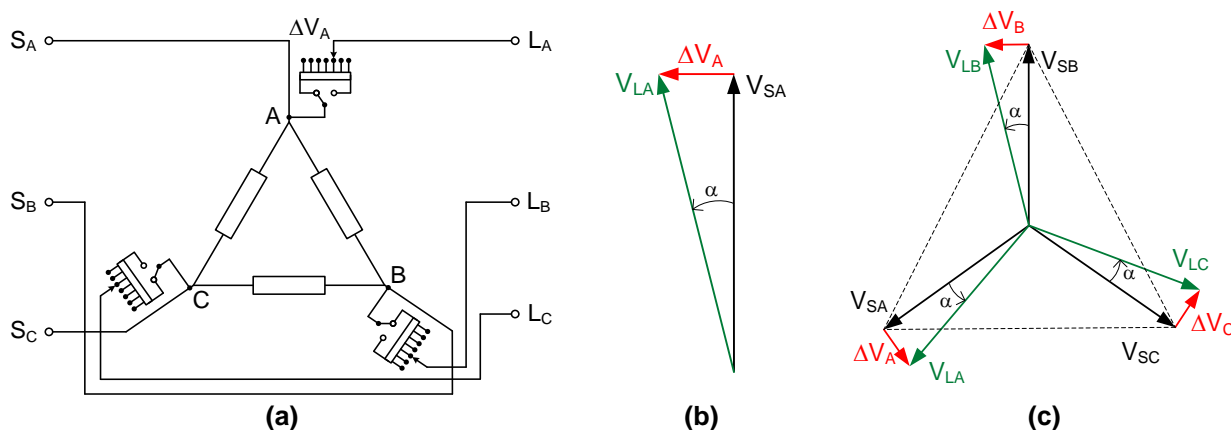 ΔV_A
S_A
L_A
A
S_B
L_B
C
B
S_C
L_C
(a)
ΔV_A
V_LA
V_SA
α
(b)
ΔV_B
V_LB
V_SB
α
V_LC
α
V_SA
α
ΔV_C
ΔV_A
V_LA
V_SC
(c)